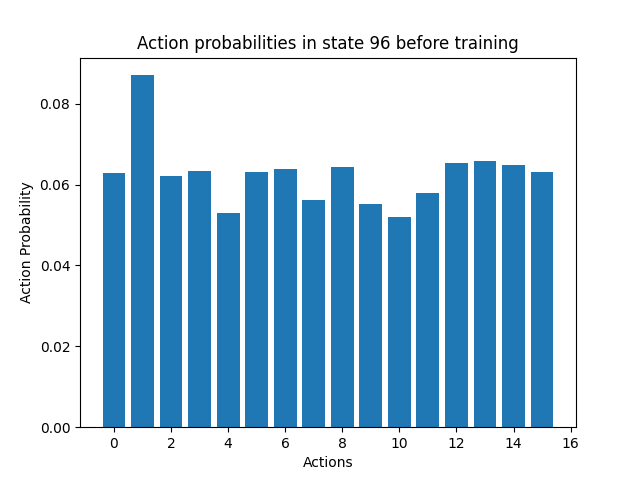 Action probabilities in state 96 before training
0.08
0.06
0.04
0.02
0.00
Action Probability
0 2 4 6 8 10 12 14 16
Actions